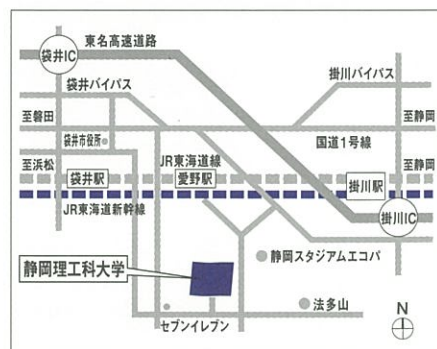 袋井IC
東名高速道路
袋井バイパス
掛川バイパス
至磐田
至静岡
袋井市役所
国道1号線
至浜松
JR東海道線
至静岡
袋井駅
愛野駅
掛川駅
JR東海道新幹線
掛川IC
静岡理工科大学
静岡スタジアムエコパ
法多山
セブンイレブン
N